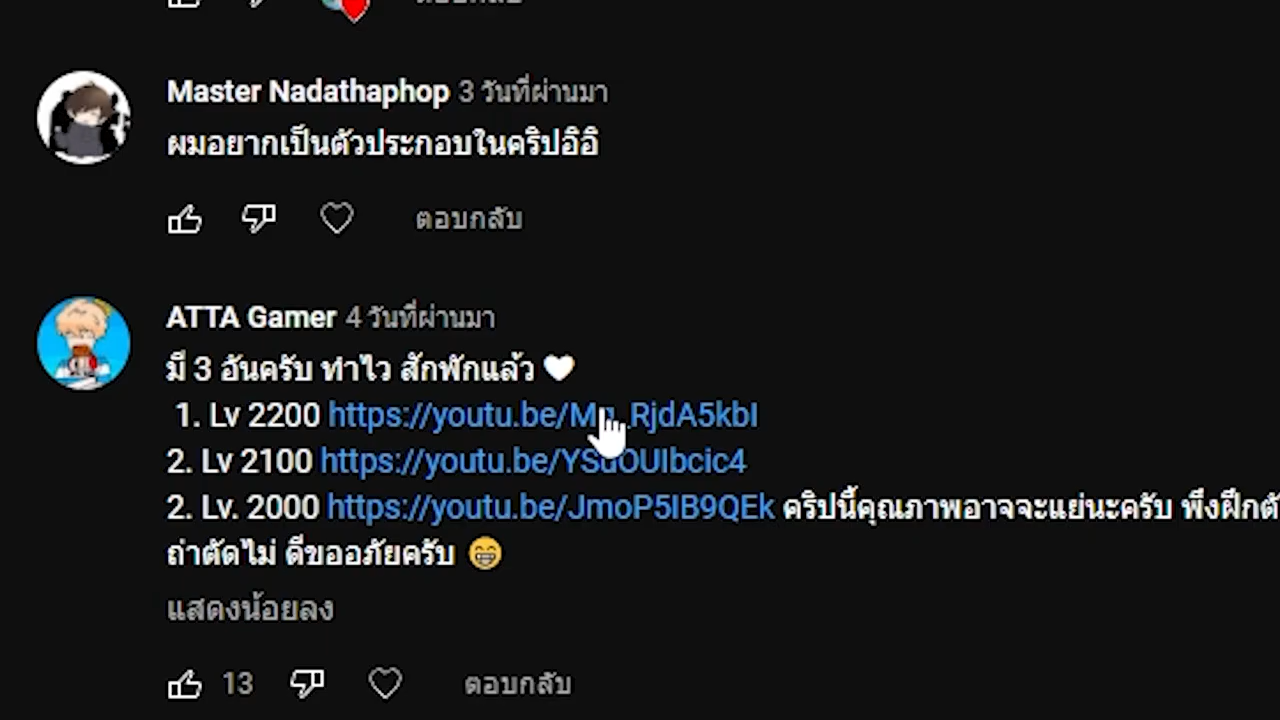 Master Nadathaphop 3 วันที่ผ่านมา
ผมอยากเป็นตัวประกอบในคริปอิอิ
ตอบกลับ
ATTA Gamer 4 วันที่ผ่านมา
มี 3 อันครับ ทำไว สักพักแล้ว
1. Lv 2200
2. Lv 2100
2. Lv. 2000 https://youtu.be/JmoP5IB9QEk คริปนี้คุณภาพอาจจะแย่นะครับ พึ่งฝึก
ถ่าตัดไม่ ดีขออภัยครับ
แสดงน้อยลง
13 ตอบกลับ